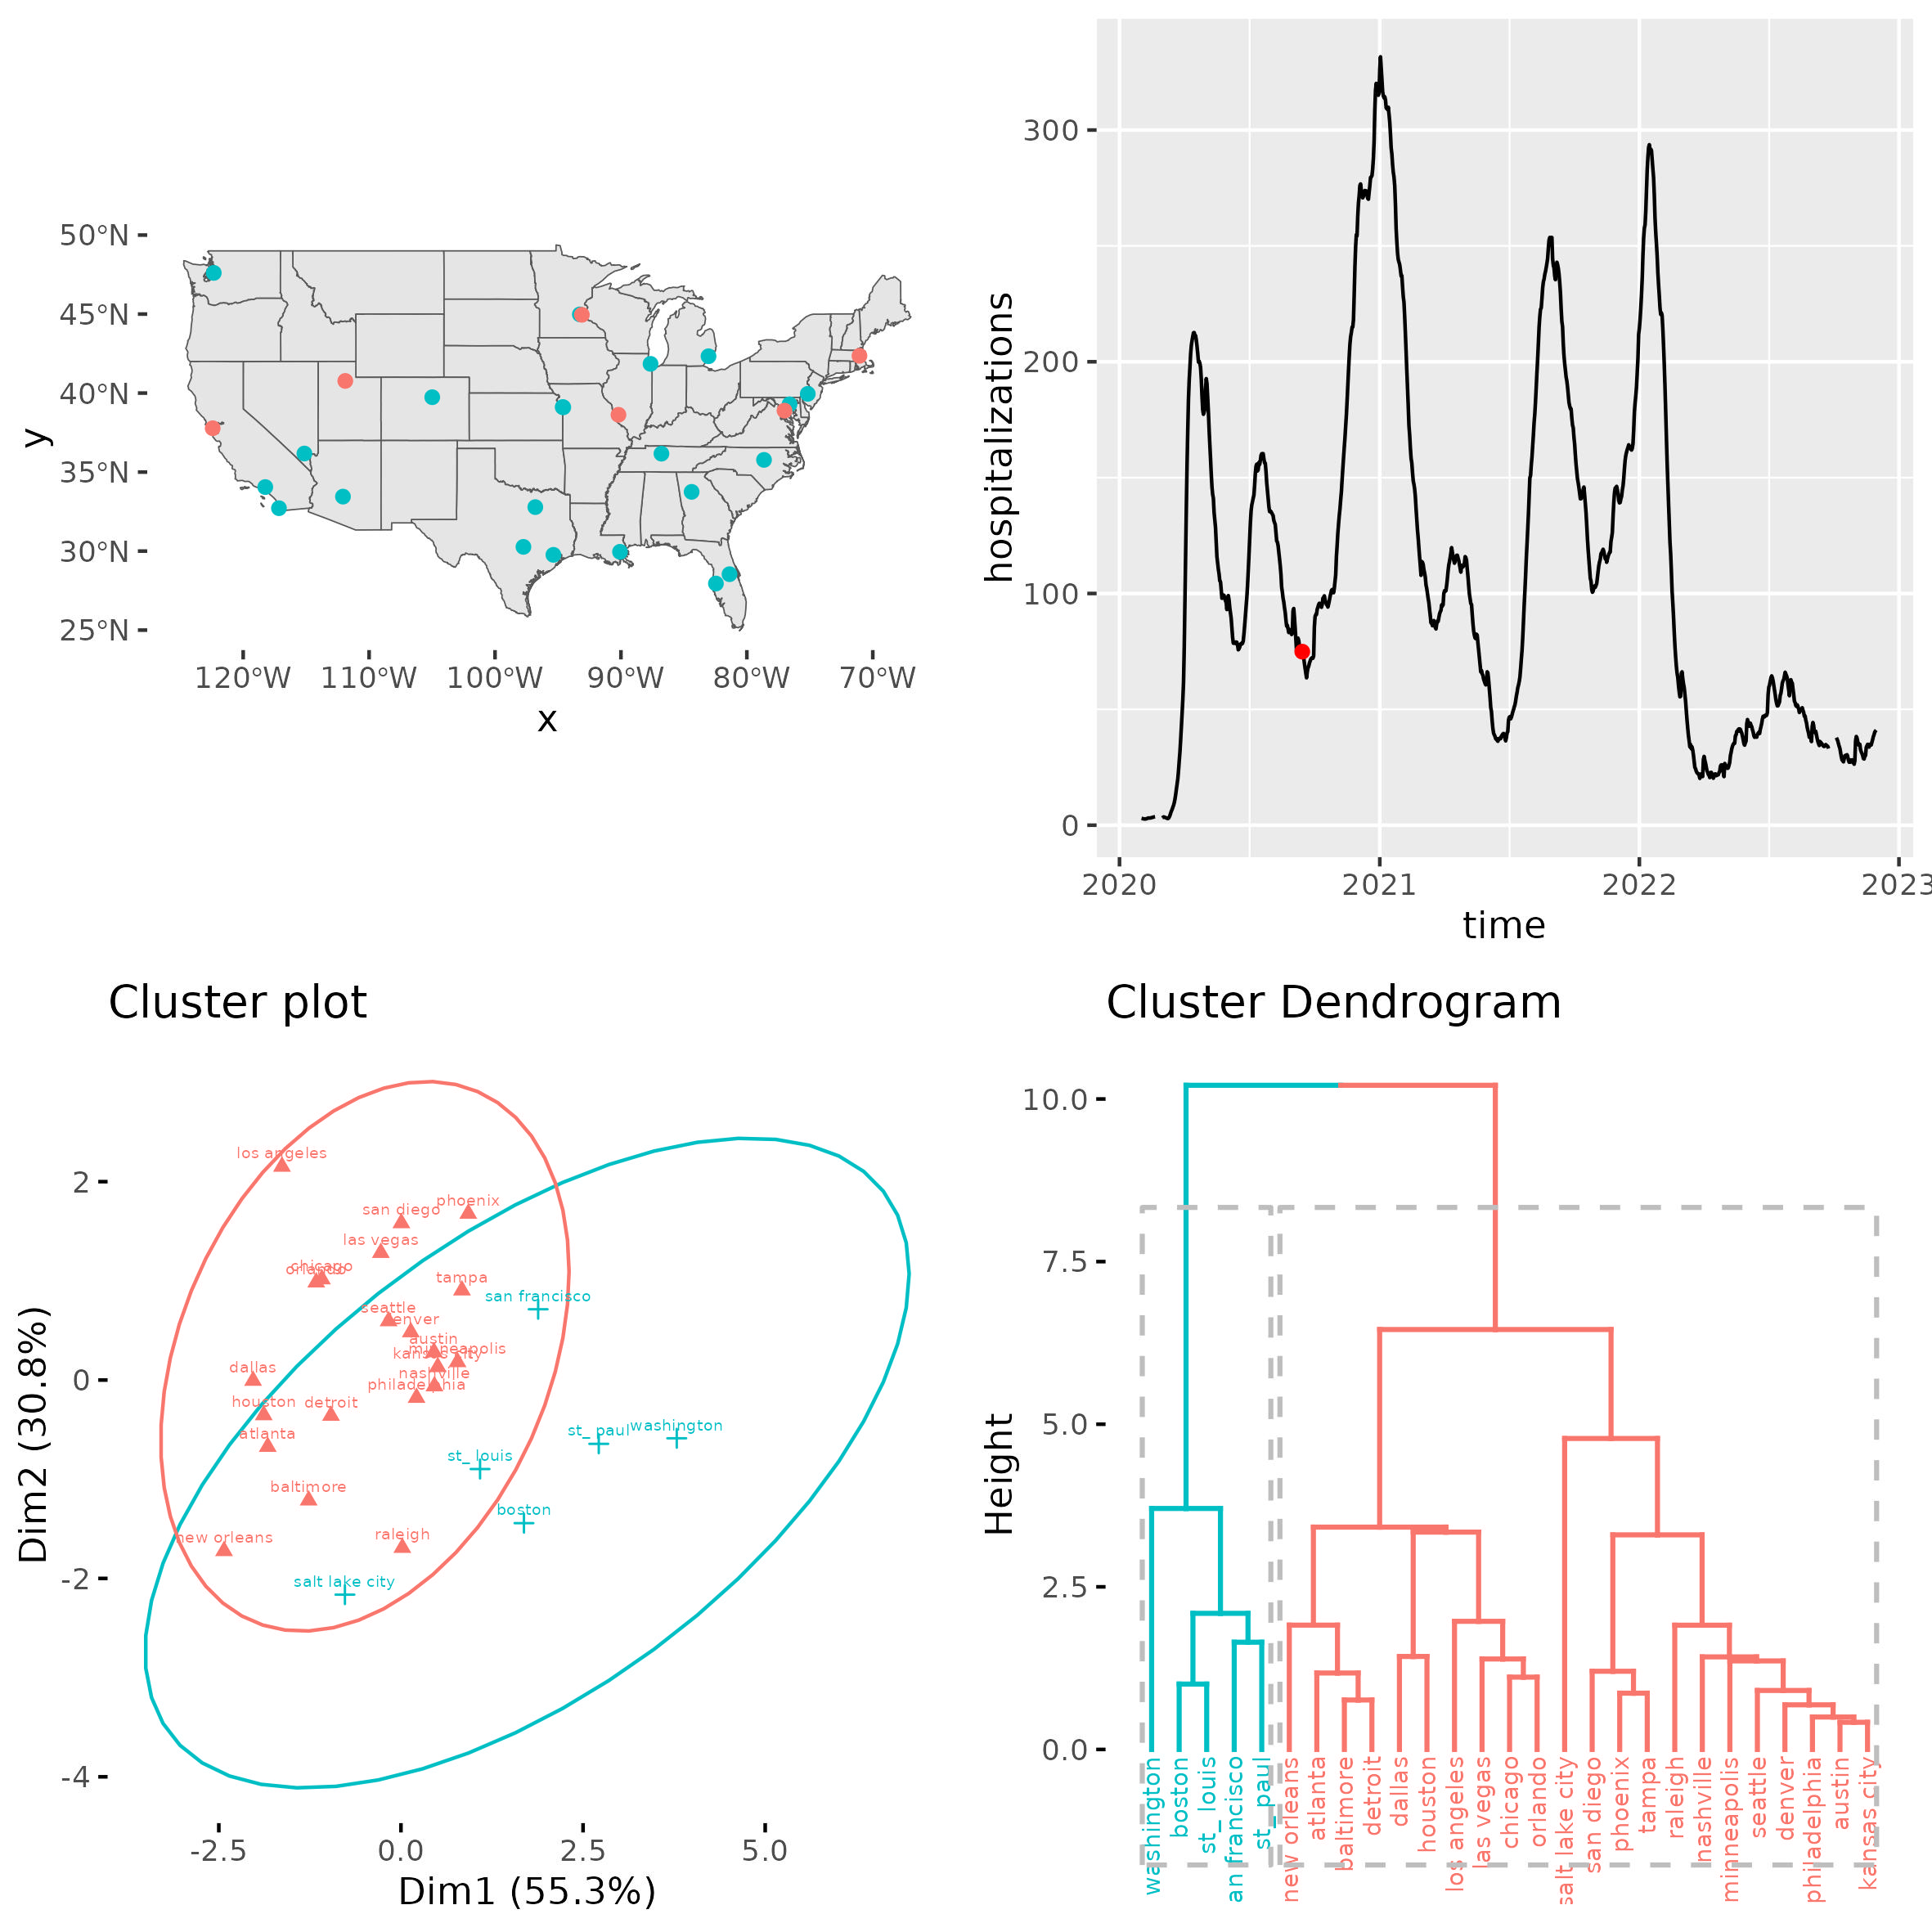 50°N
45°N
40°N
35°N
30°N
25°N
y
120°W 110°W 100°W 90°W 80°W 70°W
x
300
200
100
0
hospitalizations
2020 2021 2022 2023
time
Cluster plot
2
0
-2
-4
Dim2 (30.8%)
los angeles
phoenix
san diego
las vegas
chicago
orlando
tampa
san francisco
seattle
enver
austin
minneapolis
kansas city
dallas
nashville
philadelphia
houston
detroit
st_paul
washington
atlanta
st_louis
baltimore
boston
new orleans
raleigh
salt lake city
-2.5 0.0 2.5 5.0
Dim1 (55.3%)
Cluster Dendrogram
10.0
7.5
5.0
2.5
0.0
Height
washington
boston
st_louis
an francisco
st_paul
new orleans
atlanta
baltimore
detroit
dallas
houston
los angeles
las vegas
chicago
orlando
salt lake city
san diego
phoenix
tampa
raleigh
nashville
minneapolis
seattle
denver
philadelphia
austin
kansas city